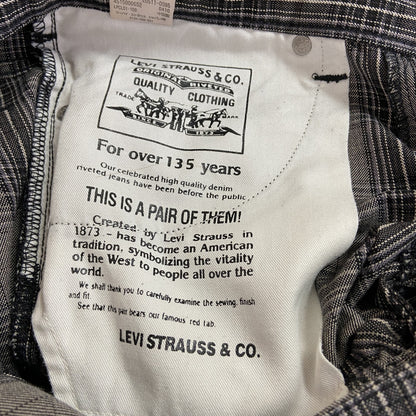 LEVI STRAUSS & CO.
ORIGINAL RIVETED
QUALITY CLOTHING
TRADE MARK
For over 135 years
Our celebrated high quality denim
riveted jeans have been before the public
THIS IS A PAIR OF THEM!
Created by Levi Strauss in
1873 - has become an American
tradition, symbolizing the vitality
of the West to people all over the
world.
We shall thank you to carefully examine the sewing, finish
and fit.
See that this pair bears our famous red tab.
LEVI STRAUSS & CO.